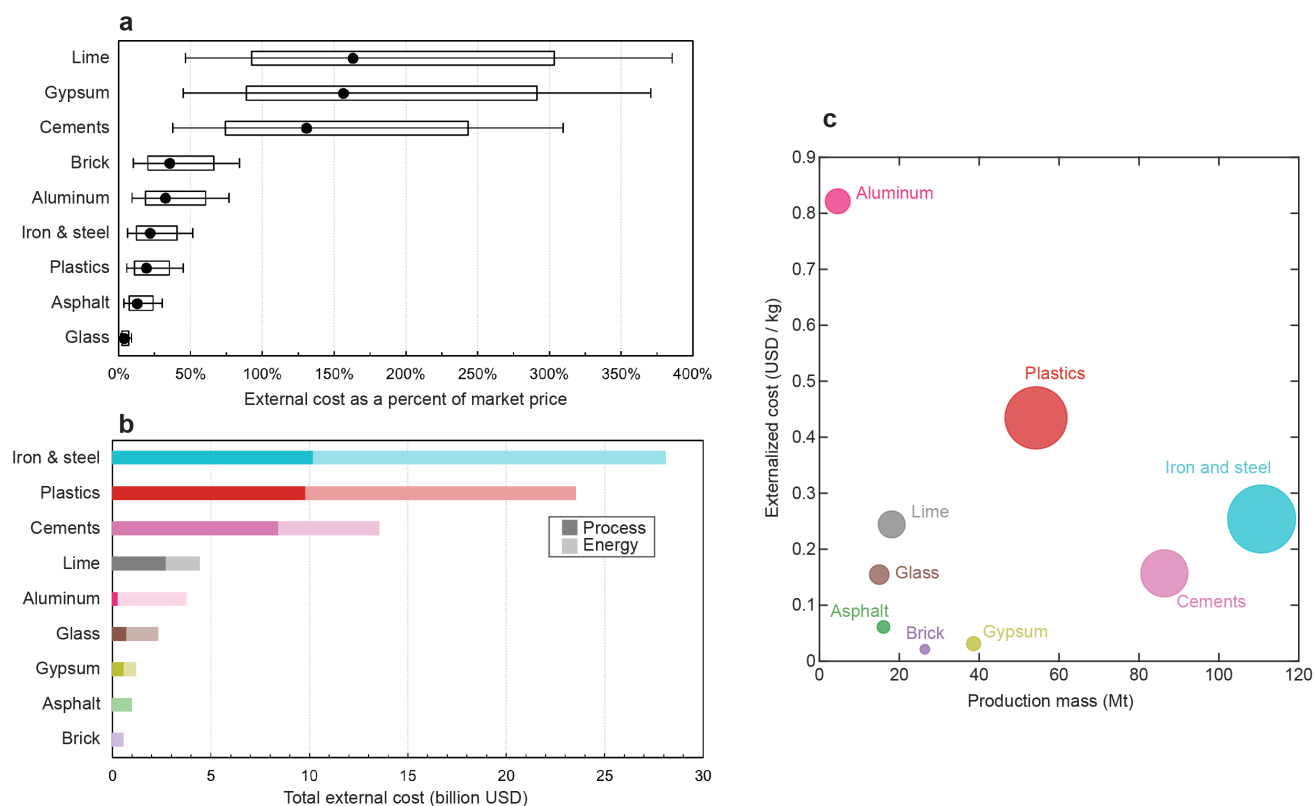 a
Lime
Gypsum
Cements
Brick
Aluminum
Iron & steel
Plastics
Asphalt
Glass
0% 50% 100% 150% 200% 250% 300% 350% 400%
External cost as a percent of market price
b
Iron & steel
Plastics
Cements
Lime
Aluminum
Glass
Gypsum
Asphalt
Brick
Process
Energy
0 5 10 15 20 25 30
Total external cost (billion USD)
c
Externalized cost (USD / kg)
0.9
0.8
0.7
0.6
0.5
0.4
0.3
0.2
0.1
0
Aluminum
Plastics
Iron and steel
Lime
Glass
Cements
Asphalt
Brick
Gypsum
0 20 40 60 80 100 120
Production mass (Mt)